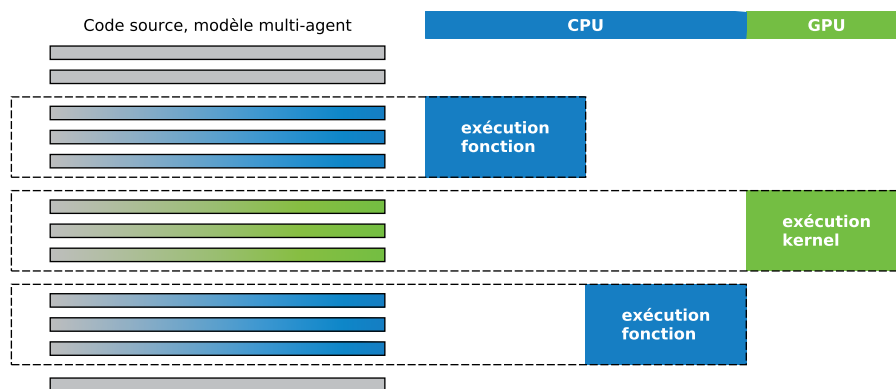 Code source, modèle multi-agent
CPU
GPU
exécution
fonction
exécution
kernel
exécution
fonction